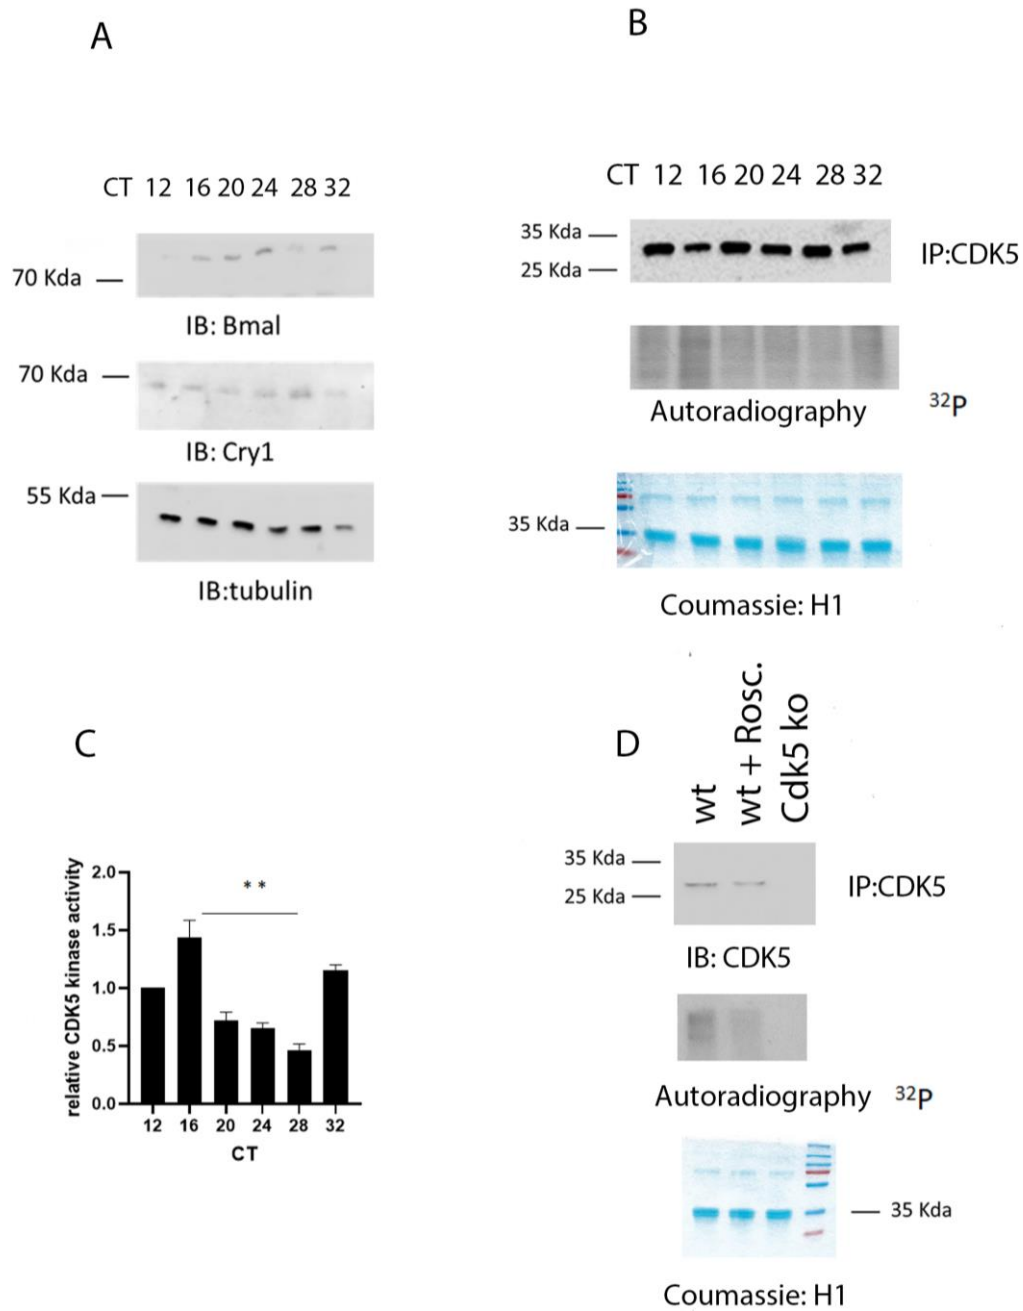 A
CT 12 16 20 24 28 32
70 Kda
IB: Bmal
70 Kda
IB: Cry1
55 Kda
IB:tubulin
B
CT 12 16 20 24 28 32
35 Kda
25 Kda
IP:CDK5
Autoradiography
32P
35 Kda
Coumassie: H1
C
relative CDK5 kinase activity
2.0
1.5
1.0
0.5
0.0
* *
12 16 20 24 28 32
CT
D
wt
wt + Rosc.
Cdk5 ko
35 Kda
25 Kda
IP:CDK5
IB: CDK5
Autoradiography 32P
35 Kda
Coumassie: H1